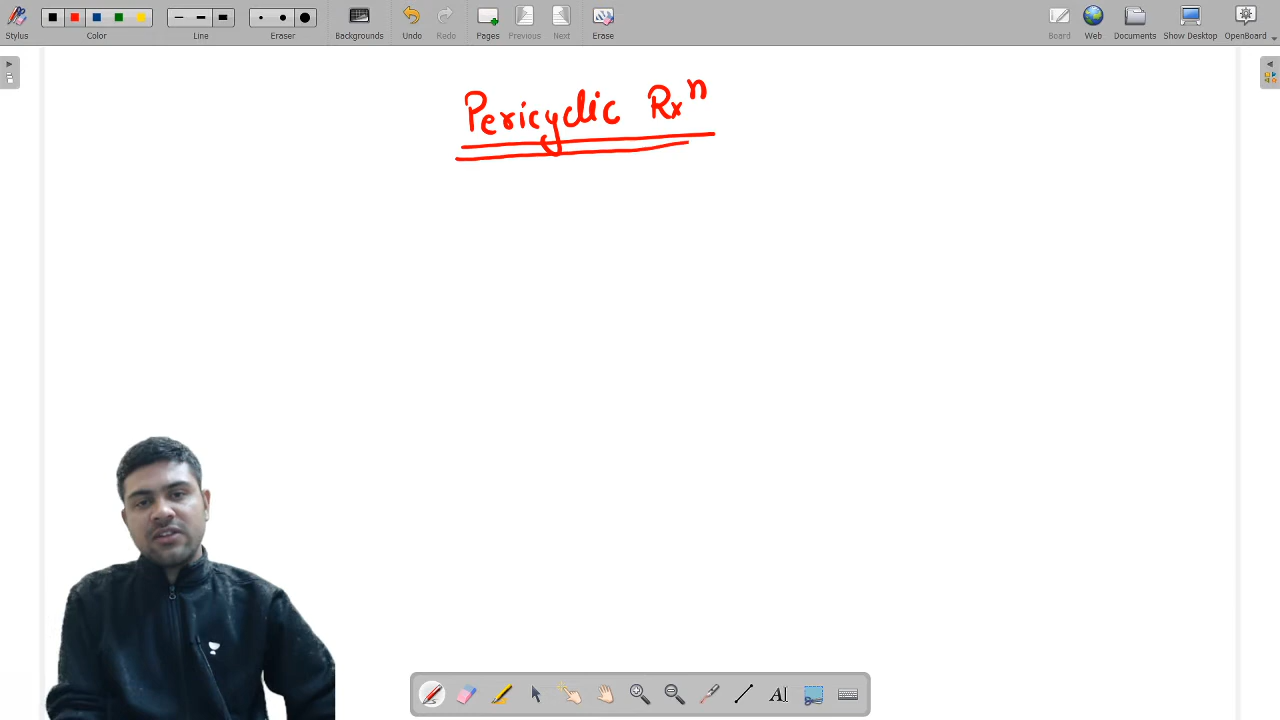 Stylus
Color
Line
Eraser
Backgrounds
Undo
Redo
Pages
Previous
Next
Erase
Board
Web
Documents
Show Desktop
OpenBoard
Pericyclic Rxⁿ
AI